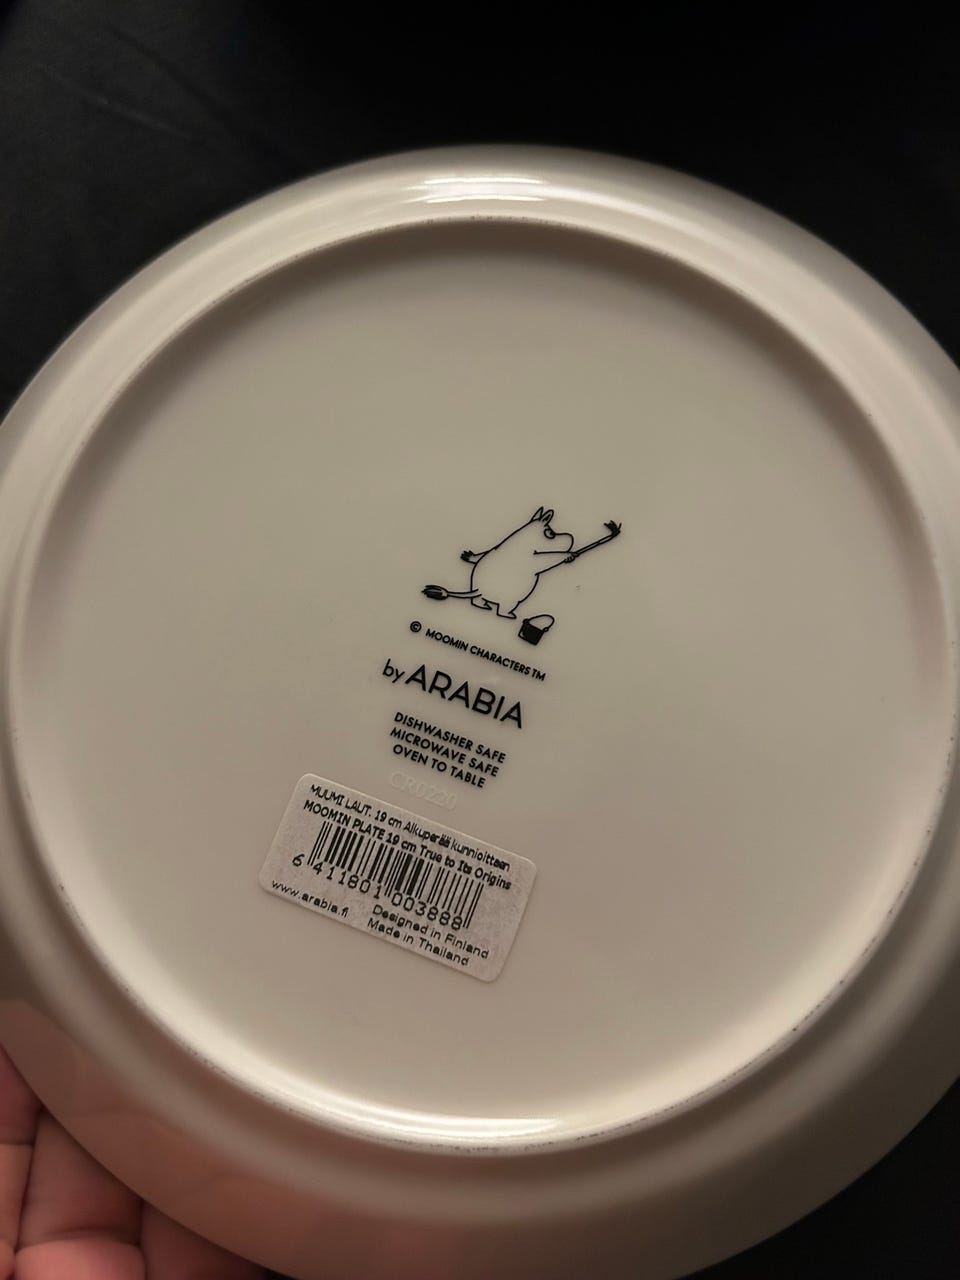 © MOOMIN CHARACTERS TM
by ARABIA
DISHWASHER SAFE
MICROWAVE SAFE
OVEN TO TABLE
CR0220
MUUMI LAUT. 19 cm Alkuperää kunnioittaen
MOOMIN PLATE 19 cm True to Its Origins
6 411801 003888
www.arabia.fi Designed in Finland
Made in Thailand